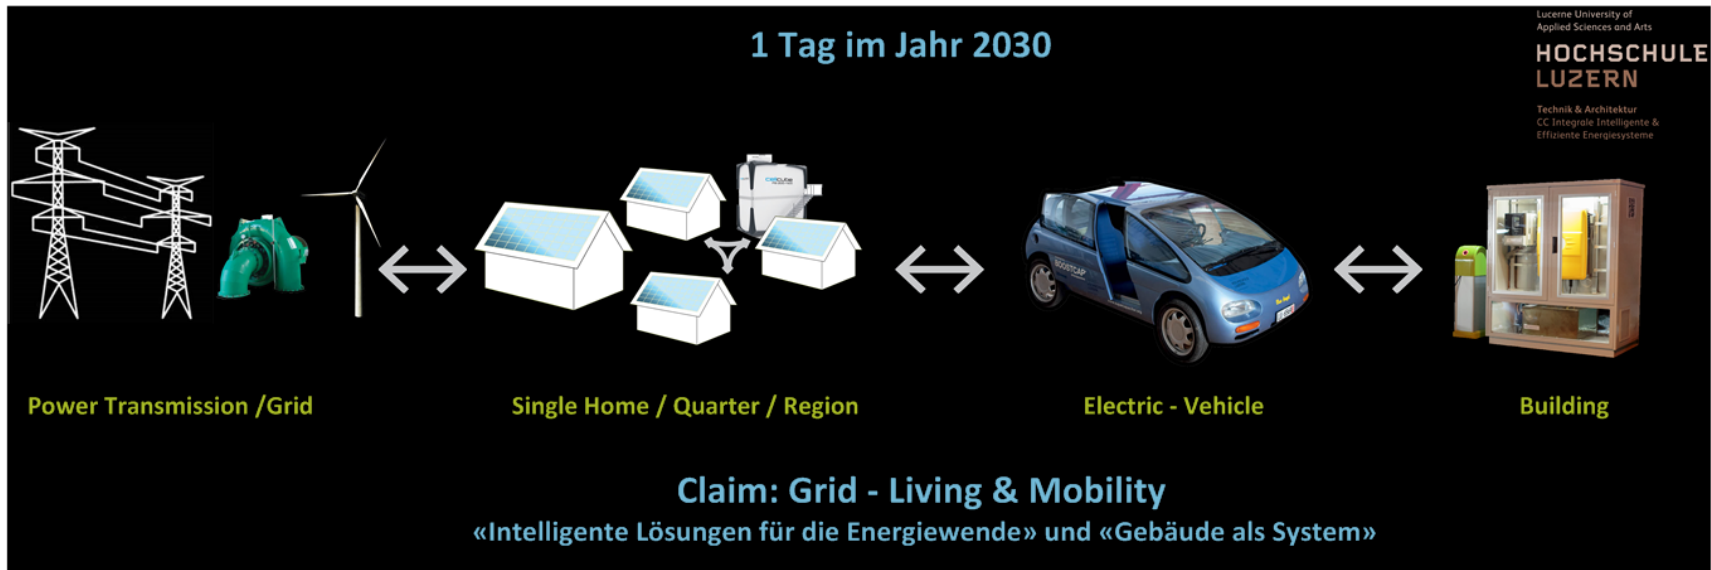 Lucerne University of
Applied Sciences and Arts
1 Tag im Jahr 2030
HOCHSCHULE
LUZERN
Technik & Architektur
CC Integrale Intelligente &
Effiziente Energiesysteme
BOOSTCAP
Power Transmission /Grid
Single Home / Quarter / Region
Electric - Vehicle
Building
Claim: Grid - Living & Mobility
«Intelligente Lösungen für die Energiewende» und «Gebäude als System»